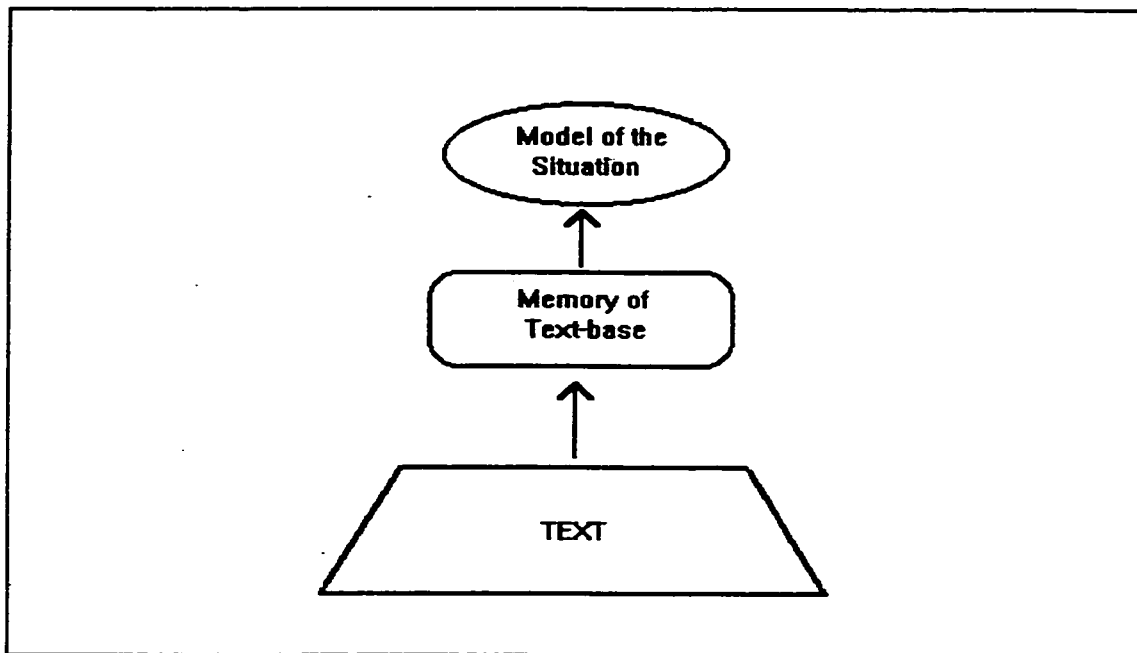 Model of the
Situation
Memory of
Text-base
TEXT